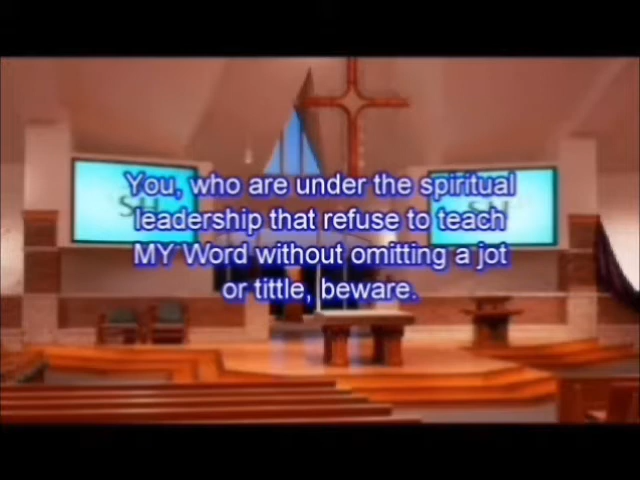 You, who are under the spiritual
leadership that refuse to teach
MY Word without omitting a jot
or tittle, beware.